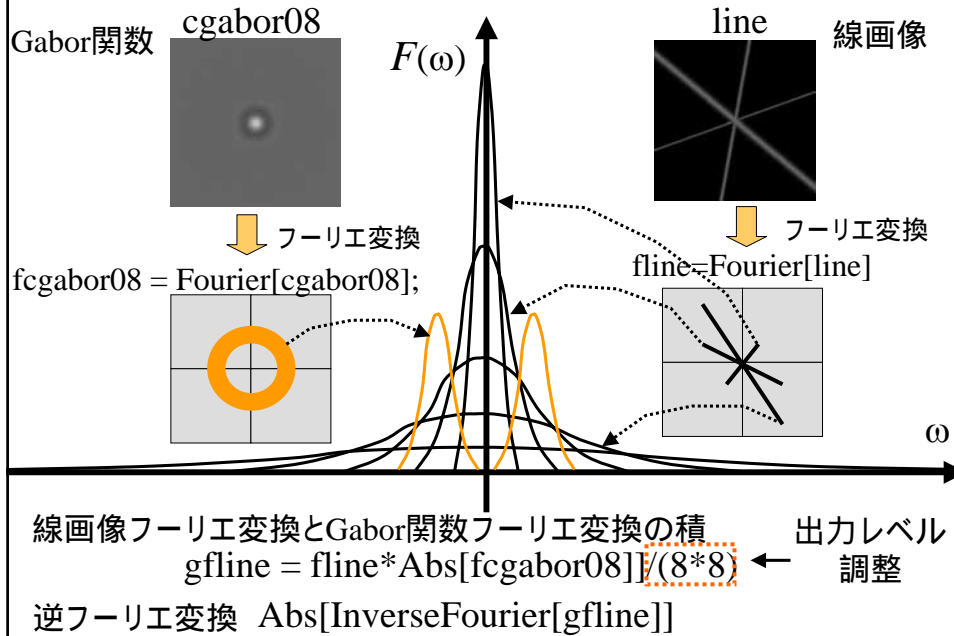 Gabor関数
cgabor08
F(ω)
line
線画像
フーリエ変換
フーリエ変換
fcgabor08 = Fourier[cgabor08];
fline=Fourier[line]
ω
線画像フーリエ変換とGabor関数フーリエ変換の積
gfline = fline*Abs[fcgabor08]]/(8*8)
出力レベル
調整
逆フーリエ変換 Abs[InverseFourier[gfline]]